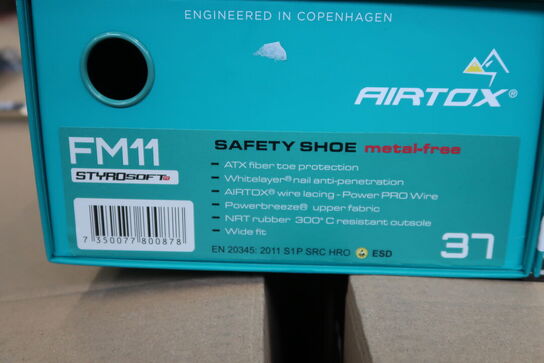 ENGINEERED IN COPENHAGEN
AIRTOX®
FM11
STYROSOFT
SAFETY SHOE metal-free
- ATX fiber toe protection
- Whitelayer® nail anti-penetration
- AIRTOX® wire lacing - Power PRO Wire
- Powerbreeze® upper fabric
- NRT rubber 300° C resistant outsole
- Wide fit
7 350077 800878
EN 20345: 2011 S1P SRC HRO ESD
37